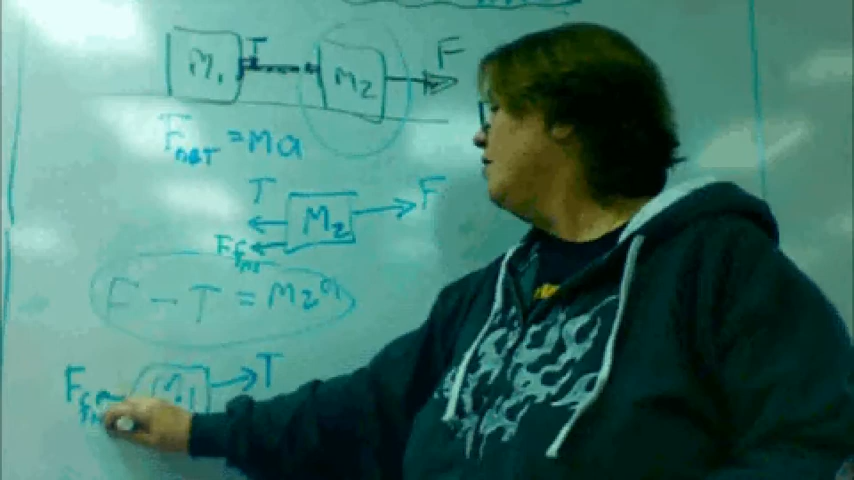 M₁ T M₂ F
F_net = Ma
T M₂ F
F_fric
F - T = M₂a
F_fric M₁ T